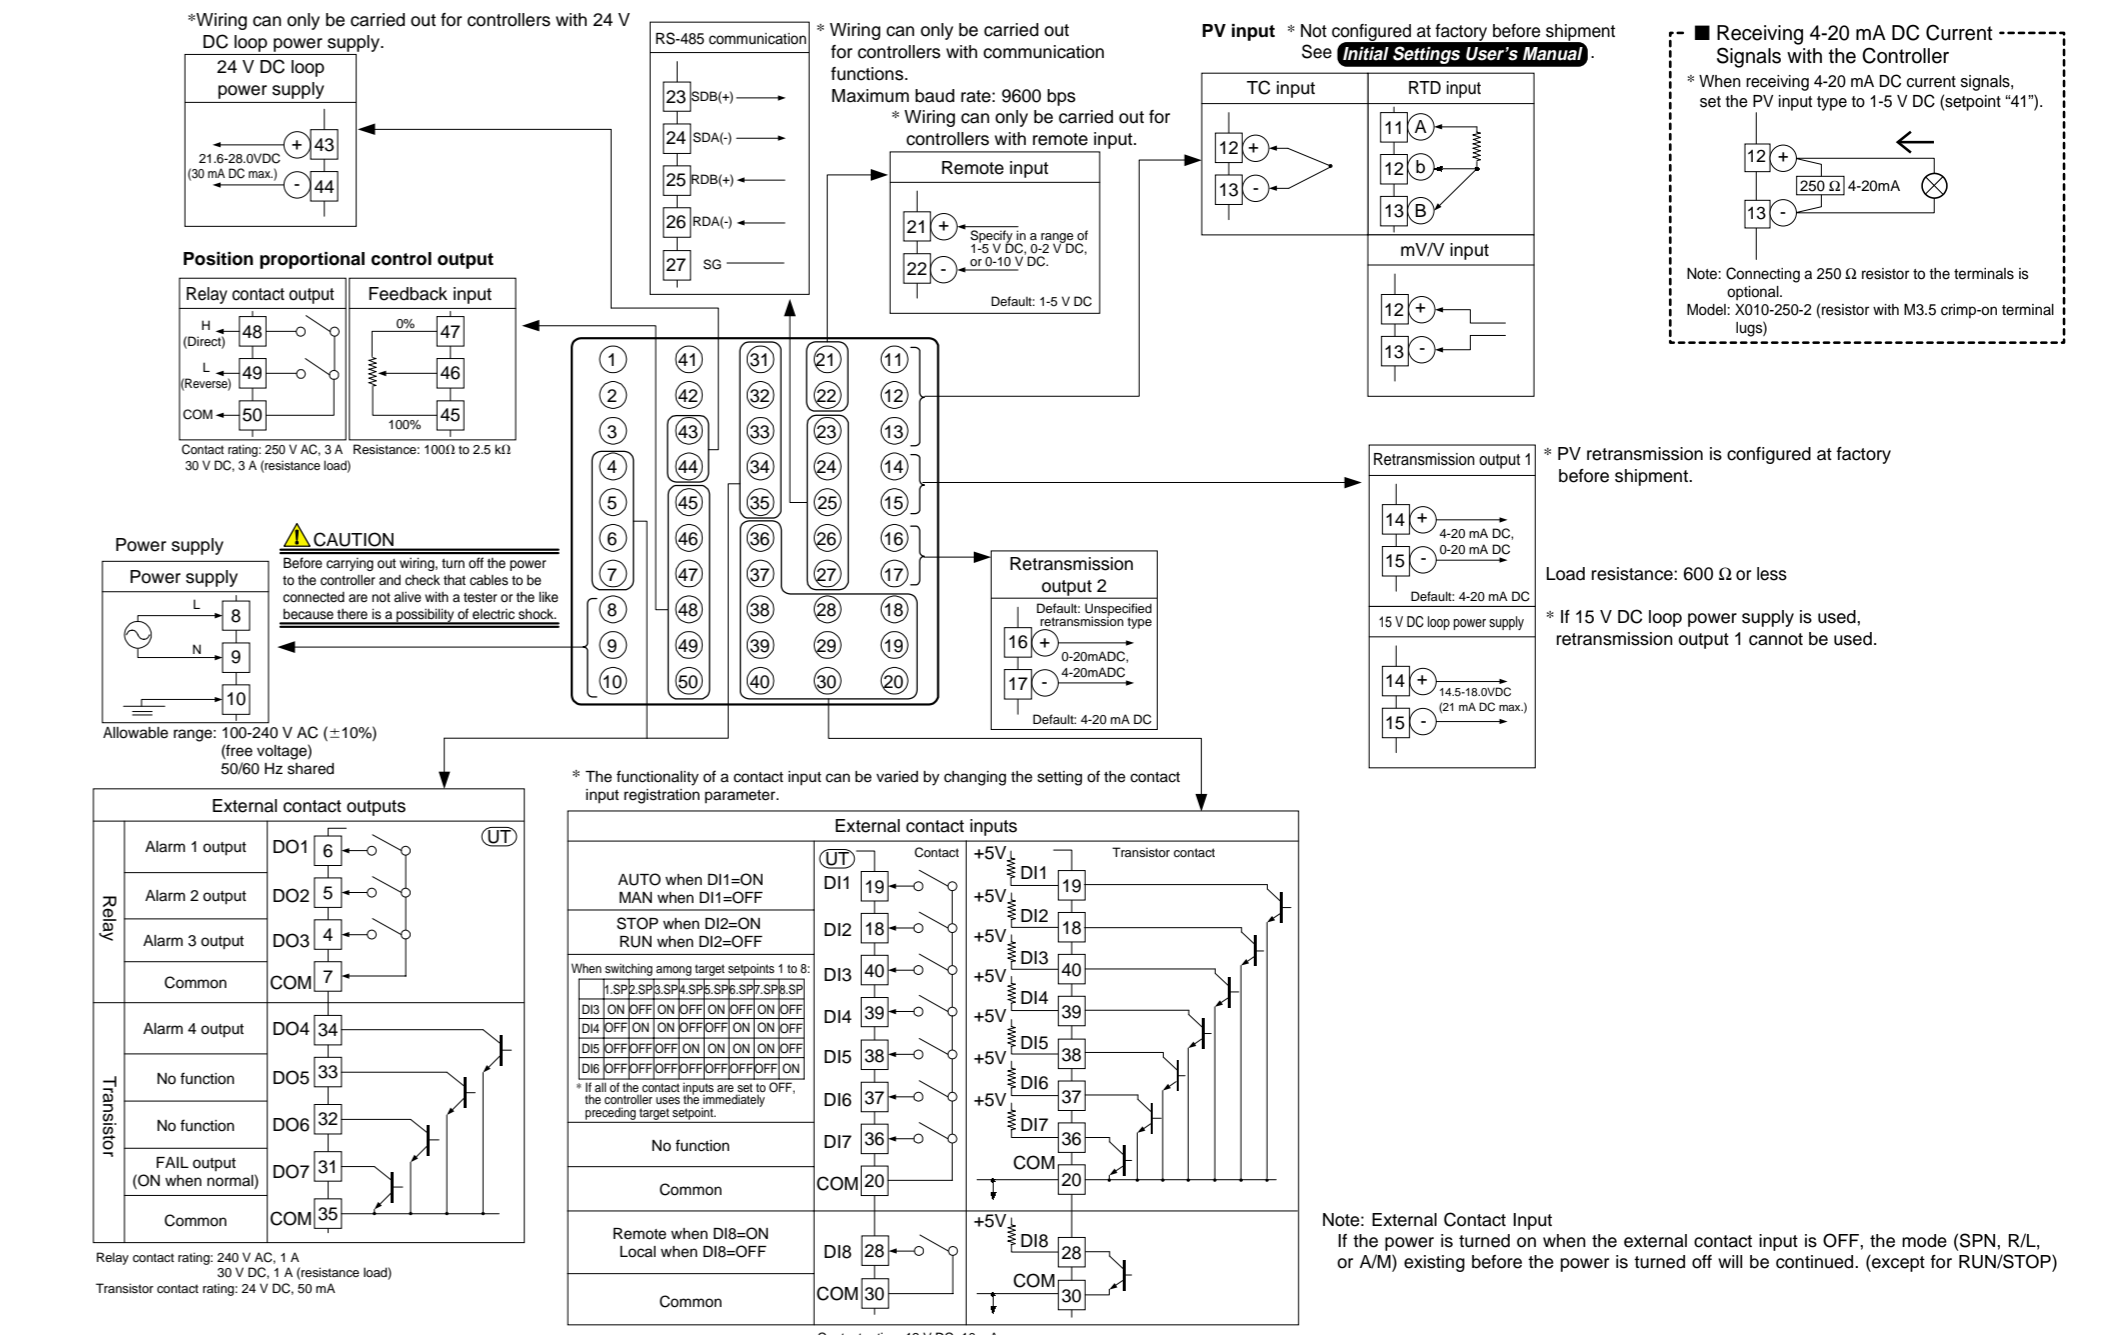 *Wiring can only be carried out for controllers with 24 V
DC loop power supply.
24 V DC loop
power supply
+ 43
21.6-28.0VDC
(30 mA DC max.)
- 44
RS-485 communication
23 SDB(+)
24 SDA(-)
25 RDB(+)
26 RDA(-)
27 SG
* Wiring can only be carried out
for controllers with communication
functions.
Maximum baud rate: 9600 bps
* Wiring can only be carried out for
controllers with remote input.
Remote input
21 +
Specify in a range of
1-5 V DC, 0-2 V DC,
or 0-10 V DC.
22 -
Default: 1-5 V DC
PV input * Not configured at factory before shipment
See Initial Settings User's Manual .
TC input
12 +
13 -
RTD input
11 A
12 b
13 B
mV/V input
12 +
13 -
■ Receiving 4-20 mA DC Current
Signals with the Controller
* When receiving 4-20 mA DC current signals,
set the PV input type to 1-5 V DC (setpoint “41”).
12 +
250 Ω 4-20mA
13 -
Note: Connecting a 250 Ω resistor to the terminals is
optional.
Model: X010-250-2 (resistor with M3.5 crimp-on terminal
lugs)
Position proportional control output
Relay contact output
H
(Direct)
48
L
(Reverse)
49
COM 50
Contact rating: 250 V AC, 3 A
30 V DC, 3 A (resistance load)
Feedback input
0% 47
46
100% 45
Resistance: 100Ω to 2.5 kΩ
1 41 31 21 11
2 42 32 22 12
3 43 33 23 13
4 44 34 24 14
5 45 35 25 15
6 46 36 26 16
7 47 37 27 17
8 48 38 28 18
9 49 39 29 19
10 50 40 30 20
Power supply
Power supply
L 8
N 9
10
Allowable range: 100-240 V AC (±10%)
(free voltage)
50/60 Hz shared
! CAUTION
Before carrying out wiring, turn off the power
to the controller and check that cables to be
connected are not alive with a tester or the like
because there is a possibility of electric shock.
Retransmission output 1
14 +
4-20 mA DC,
0-20 mA DC
15 -
Default: 4-20 mA DC
15 V DC loop power supply
14 +
14.5-18.0VDC
(21 mA DC max.)
15 -
* PV retransmission is configured at factory
before shipment.
Load resistance: 600 Ω or less
* If 15 V DC loop power supply is used,
retransmission output 1 cannot be used.
Retransmission
output 2
Default: Unspecified
retransmission type
16 +
0-20mADC,
4-20mADC
17 -
Default: 4-20 mA DC
External contact outputs
UT
Relay
Alarm 1 output DO1 6
Alarm 2 output DO2 5
Alarm 3 output DO3 4
Common COM 7
Transistor
Alarm 4 output DO4 34
No function DO5 33
No function DO6 32
FAIL output
(ON when normal)
DO7 31
Common COM 35
Relay contact rating: 240 V AC, 1 A
30 V DC, 1 A (resistance load)
Transistor contact rating: 24 V DC, 50 mA
* The functionality of a contact input can be varied by changing the setting of the contact
input registration parameter.
External contact inputs
AUTO when DI1=ON
MAN when DI1=OFF
STOP when DI2=ON
RUN when DI2=OFF
When switching among target setpoints 1 to 8:
1.SP 2.SP 3.SP 4.SP 5.SP 6.SP 7.SP 8.SP
DI3 ON OFF ON OFF ON OFF ON OFF
DI4 OFF ON ON OFF OFF ON ON OFF
DI5 OFF OFF OFF ON ON ON ON OFF
DI6 OFF OFF OFF OFF OFF OFF OFF ON
* If all of the contact inputs are set to OFF,
the controller uses the immediately
preceding target setpoint.
No function
Common
Remote when DI8=ON
Local when DI8=OFF
Common
UT Contact
DI1 19
DI2 18
DI3 40
DI4 39
DI5 38
DI6 37
DI7 36
COM 20
DI8 28
COM 30
Transistor contact
+5V DI1 19
+5V DI2 18
+5V DI3 40
+5V DI4 39
+5V DI5 38
+5V DI6 37
+5V DI7 36
COM 20
+5V DI8 28
COM 30
Note: External Contact Input
If the power is turned on when the external contact input is OFF, the mode (SPN, R/L,
or A/M) existing before the power is turned off will be continued. (except for RUN/STOP)